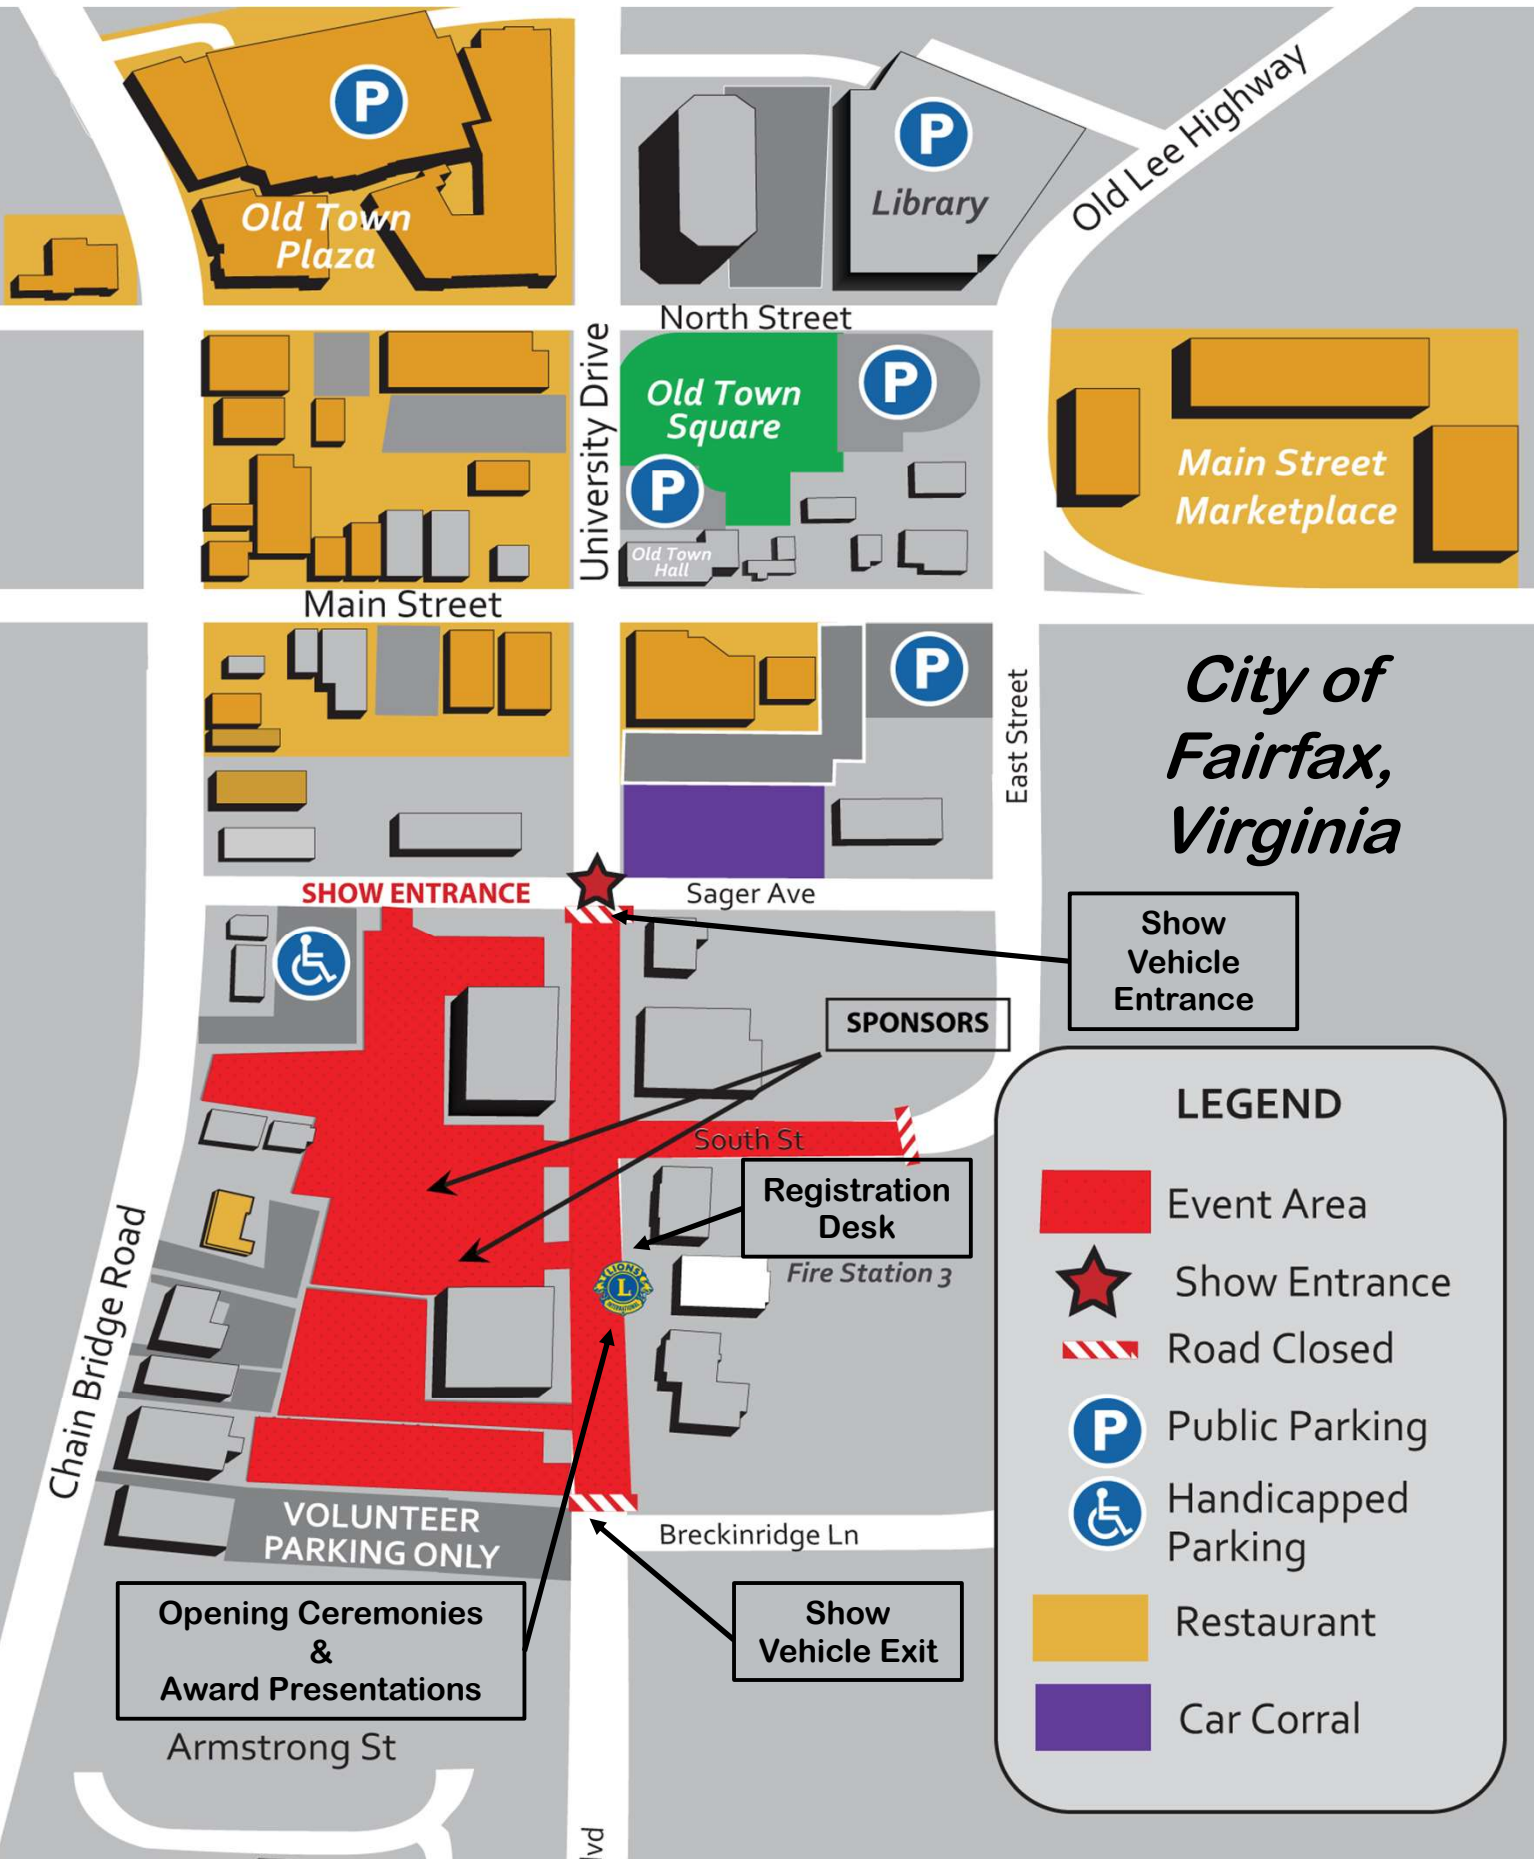 P
P
Library
Old Lee Highway
Old Town
Plaza
North Street
University Drive
Old Town
Square
P
P
Old Town
Hall
Main Street
Marketplace
Main Street
P
East Street
City of
Fairfax,
Virginia
SHOW ENTRANCE
Sager Ave
Show
Vehicle
Entrance
SPONSORS
South St
Registration
Desk
Fire Station 3
LIONS
L
INTERNATIONAL
Chain Bridge Road
VOLUNTEER
PARKING ONLY
Breckinridge Ln
Opening Ceremonies
&
Award Presentations
Show
Vehicle Exit
Armstrong St
lvd
LEGEND
Event Area
Show Entrance
Road Closed
P
Public Parking
Handicapped
Parking
Restaurant
Car Corral